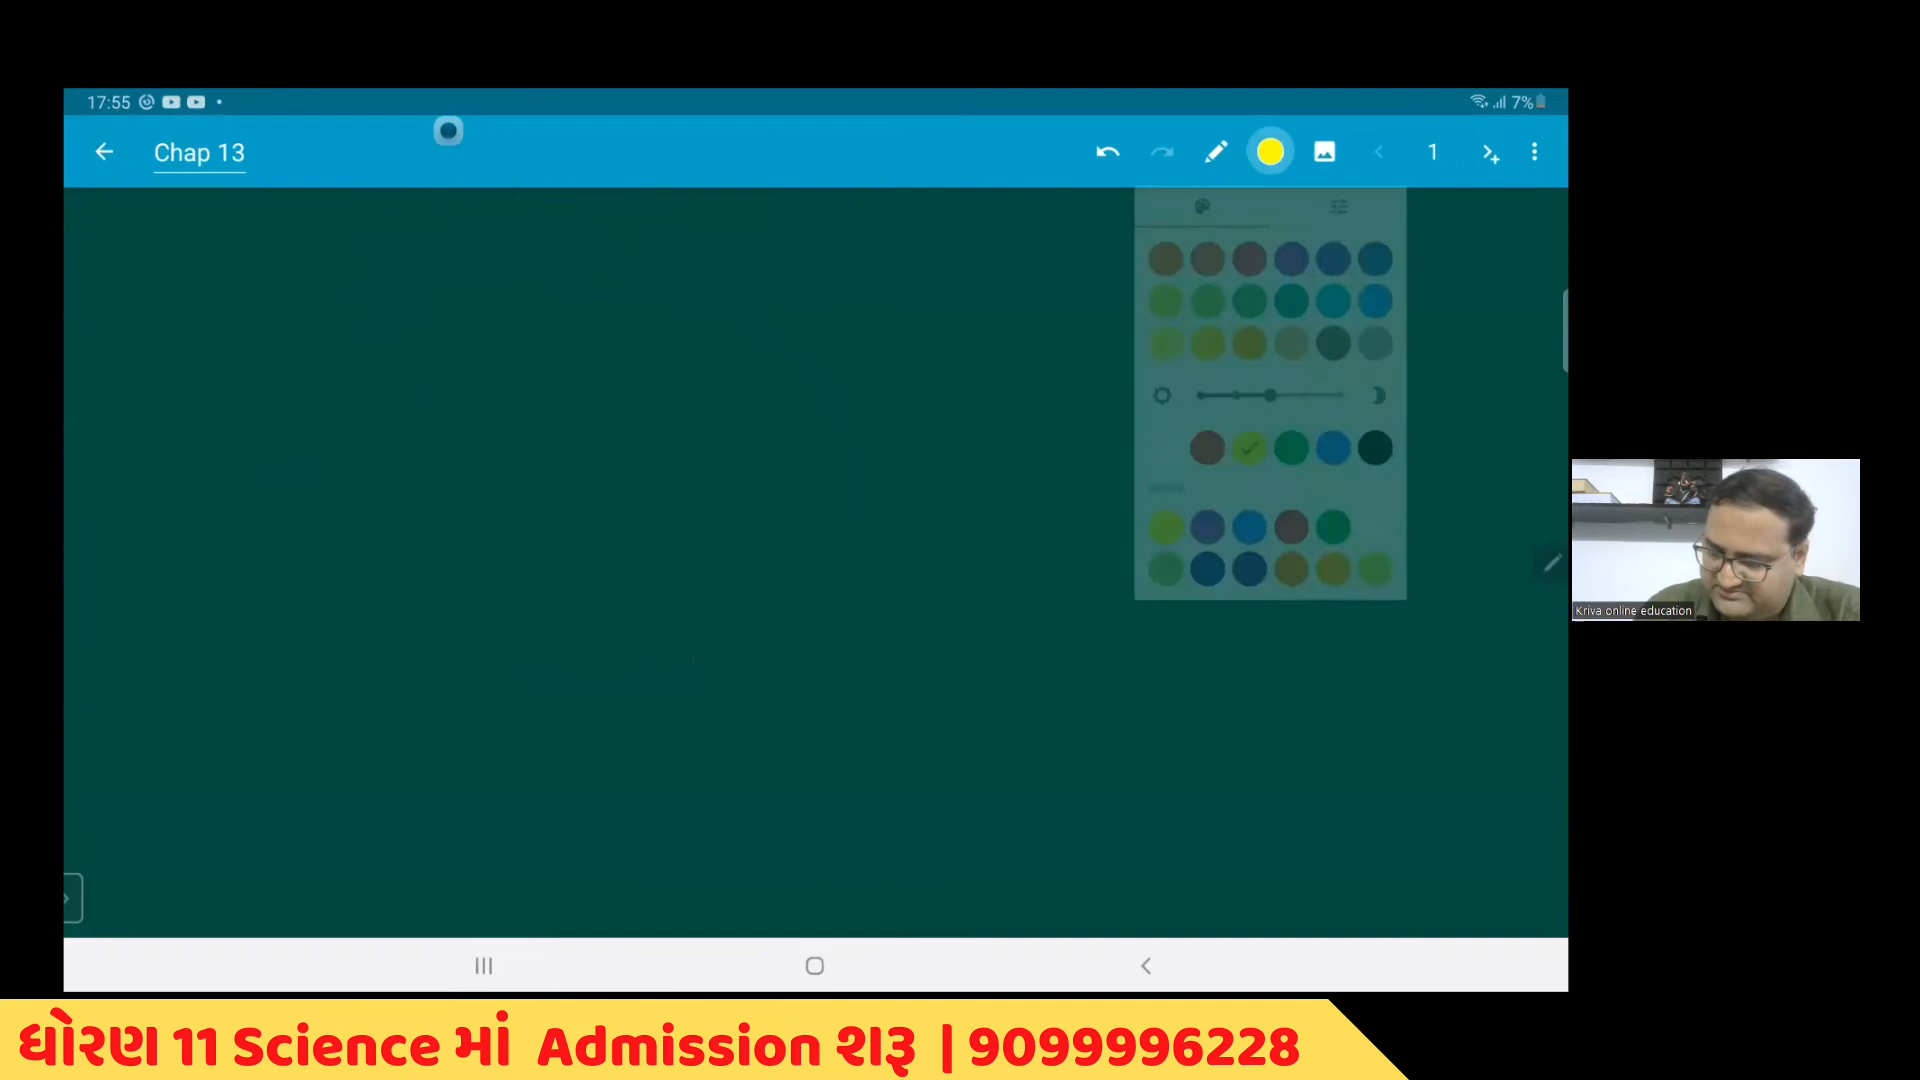 17:55
7%
Chap 13
1
Kriva online education
ધોરણ 11 Science માં Admission શરૂ | 9099996228